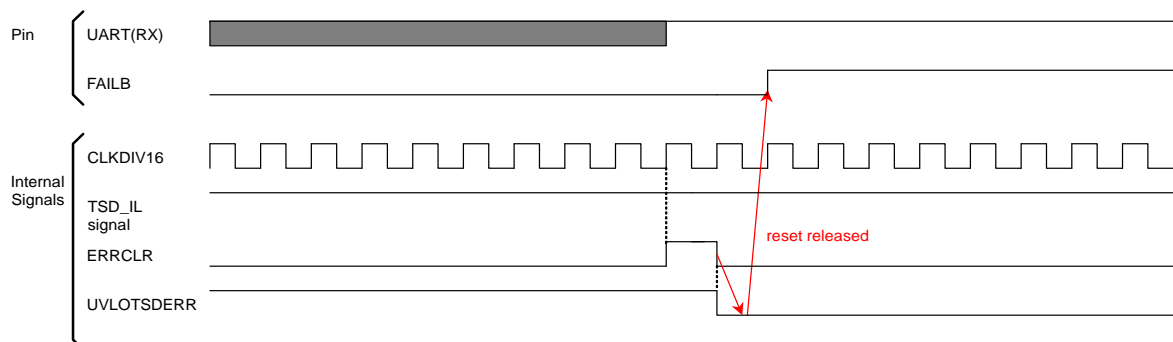 Pin
UART(RX)
FAILB
CLKDIV16
Internal
Signals
TSD_IL
signal
reset released
ERRCLR
UVLOTSDERR